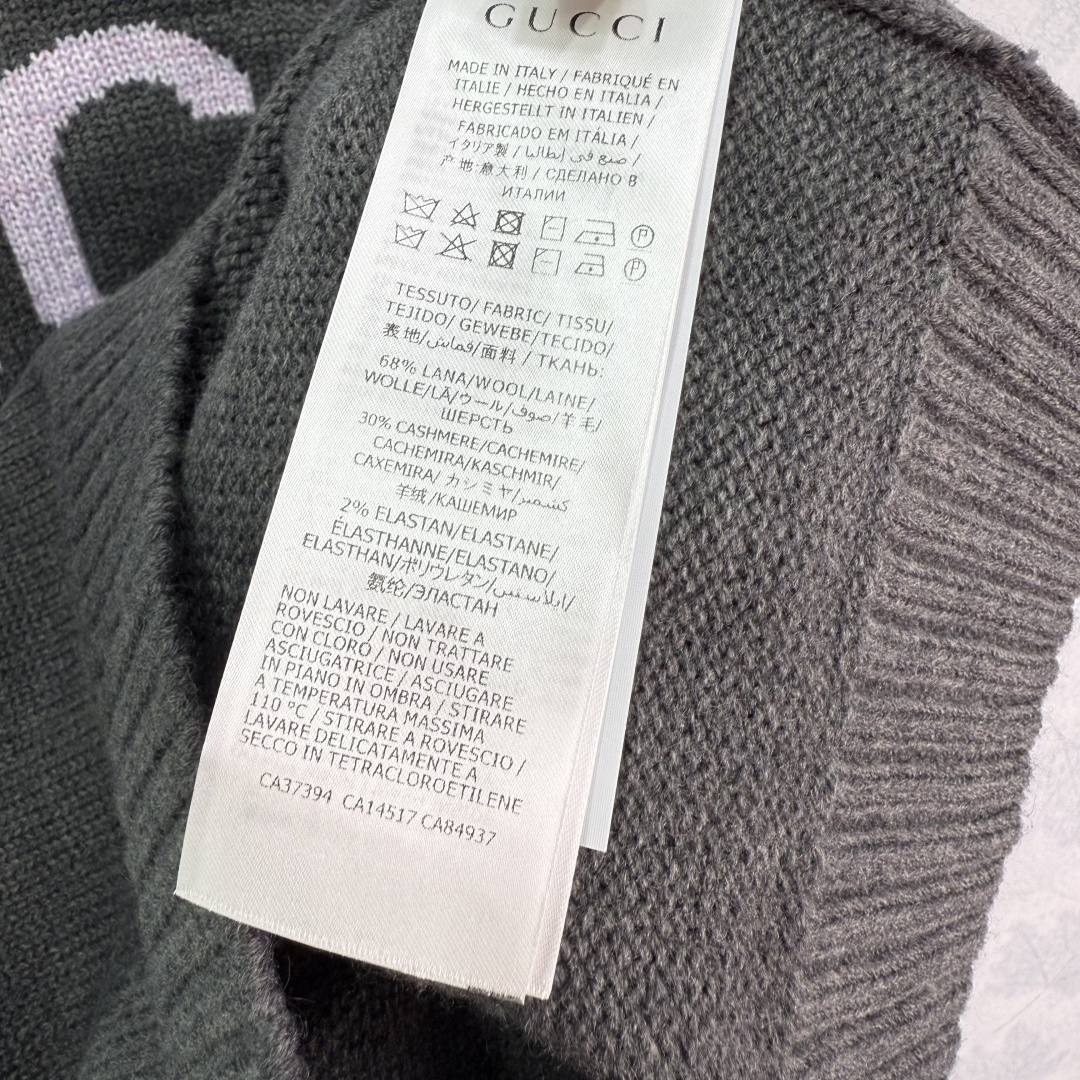 GUCCI
MADE IN ITALY / FABRIQUÉ EN
ITALIE / HECHO EN ITALIA /
HERGESTELLT IN ITALIEN /
FABRICADO EM ITÁLIA /
イタリア製 / صنع في إيطاليا /
产地:意大利 / СДЕЛАНО В
ИТАЛИИ
P
P
TESSUTO/ FABRIC/ TISSU/
TEJIDO/ GEWEBE/TECIDO/
表地/قماش/面料 / ТКАНЬ:
68% LANA/WOOL/LAINE/
WOLLE/LÃ/ウール/صوف/羊毛/
ШЕРСТЬ
30% CASHMERE/CACHEMIRE/
CACHEMIRA/KASCHMIR/
CAXEMIRA/ カシミヤ/كشمير/
羊绒/КАШЕМИР
2% ELASTAN/ELASTANE/
ÉLASTHANNE/ELASTANO/
ELASTHAN/ポリウレタン/ايلاستين/
氨纶/ЭЛАСТАН
NON LAVARE / LAVARE A
ROVESCIO / NON TRATTARE
CON CLORO / NON USARE
ASCIUGATRICE / ASCIUGARE
IN PIANO IN OMBRA / STIRARE
A TEMPERATURA MASSIMA
110 °C / STIRARE A ROVESCIO /
LAVARE DELICATAMENTE A
SECCO IN TETRACLOROETILENE
CA37394 CA14517 CA84937